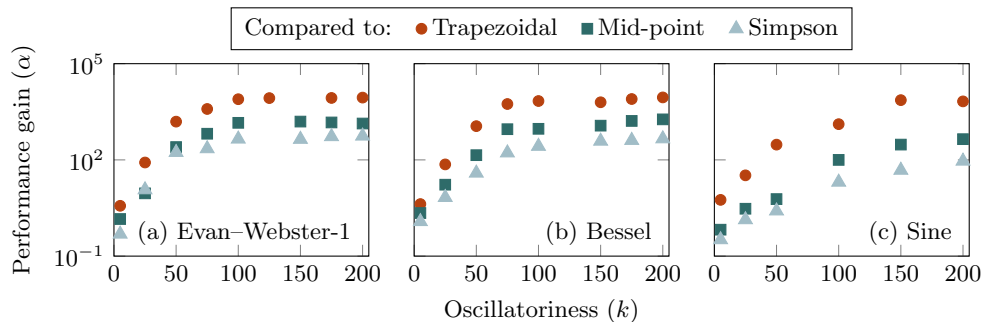 Compared to: Trapezoidal Mid-point Simpson
Performance gain (α)
10^5
10^2
10^−1
(a) Evan–Webster-1
(b) Bessel
(c) Sine
0 50 100 150 200
0 50 100 150 200
0 50 100 150 200
Oscillatoriness (k)